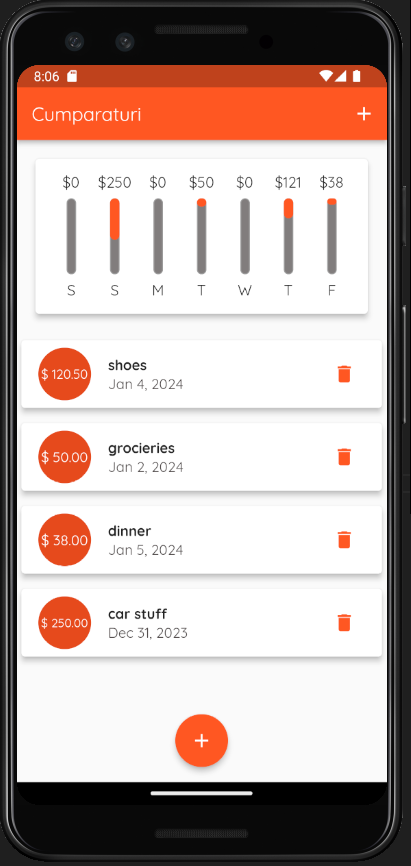 8:06
Cumparaturi
$0 $250 $0 $50 $0 $121 $38
S S M T W T F
$ 120.50 shoes
Jan 4, 2024
$ 50.00 grocieries
Jan 2, 2024
$ 38.00 dinner
Jan 5, 2024
$ 250.00 car stuff
Dec 31, 2023